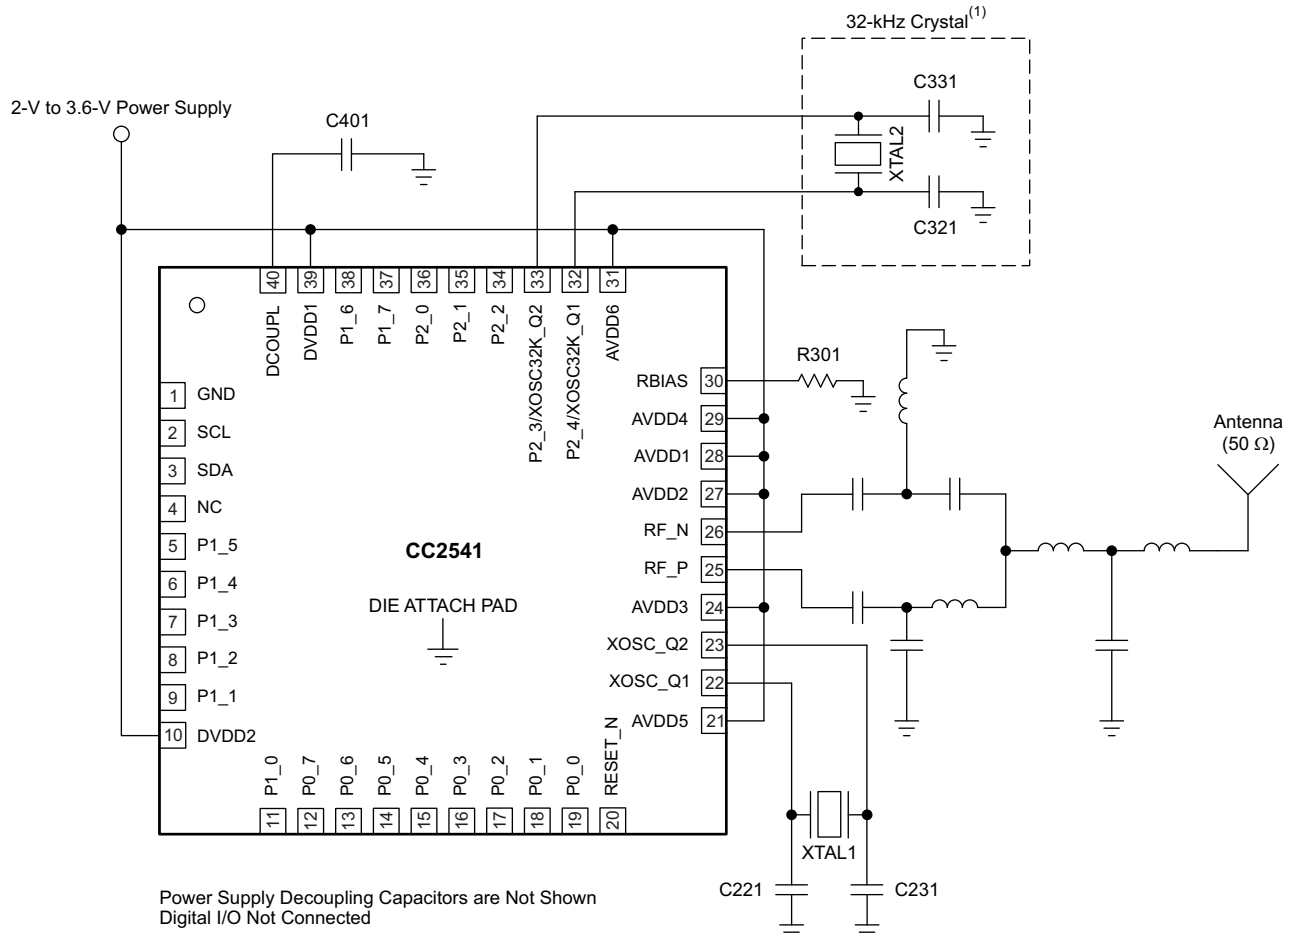 32-kHz Crystal(1)
2-V to 3.6-V Power Supply
C401
C331
XTAL2
C321
40
39
38
37
36
35
34
33
32
31
DCOUPL
DVDD1
P1_6
P1_7
P2_0
P2_1
P2_2
P2_3/XOSC32K_Q2
P2_4/XOSC32K_Q1
AVDD6
1 GND
2 SCL
3 SDA
4 NC
5 P1_5
6 P1_4
7 P1_3
8 P1_2
9 P1_1
10 DVDD2
CC2541
DIE ATTACH PAD
RBIAS 30
AVDD4 29
AVDD1 28
AVDD2 27
RF_N 26
RF_P 25
AVDD3 24
XOSC_Q2 23
XOSC_Q1 22
AVDD5 21
R301
Antenna
(50 Ω)
P1_0
P0_7
P0_6
P0_5
P0_4
P0_3
P0_2
P0_1
P0_0
RESET_N
11
12
13
14
15
16
17
18
19
20
XTAL1
C221
C231
Power Supply Decoupling Capacitors are Not Shown
Digital I/O Not Connected